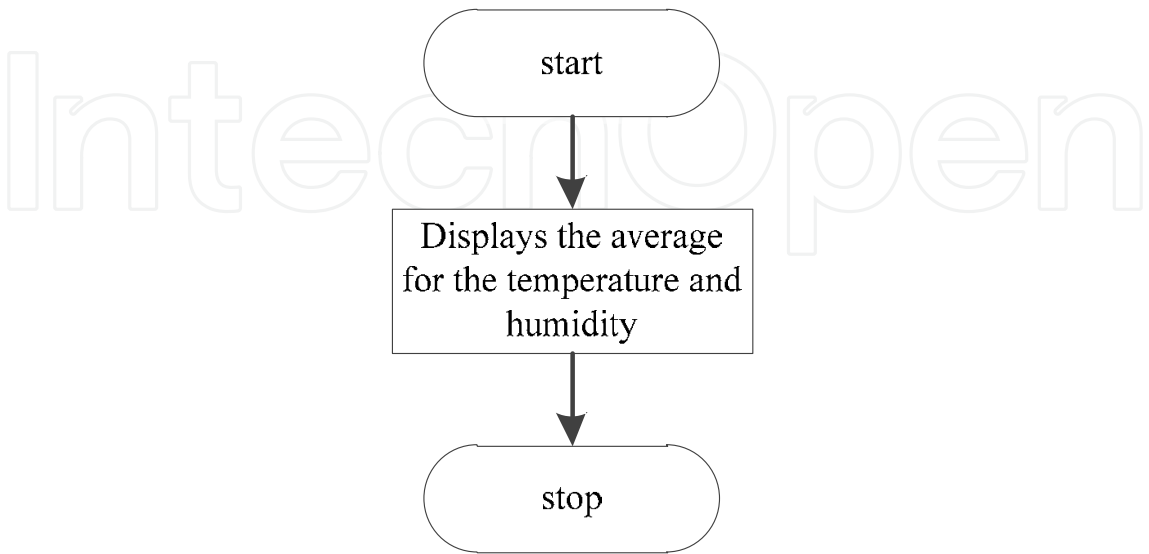 IntechOpen
start
Displays the average
for the temperature and
humidity
stop